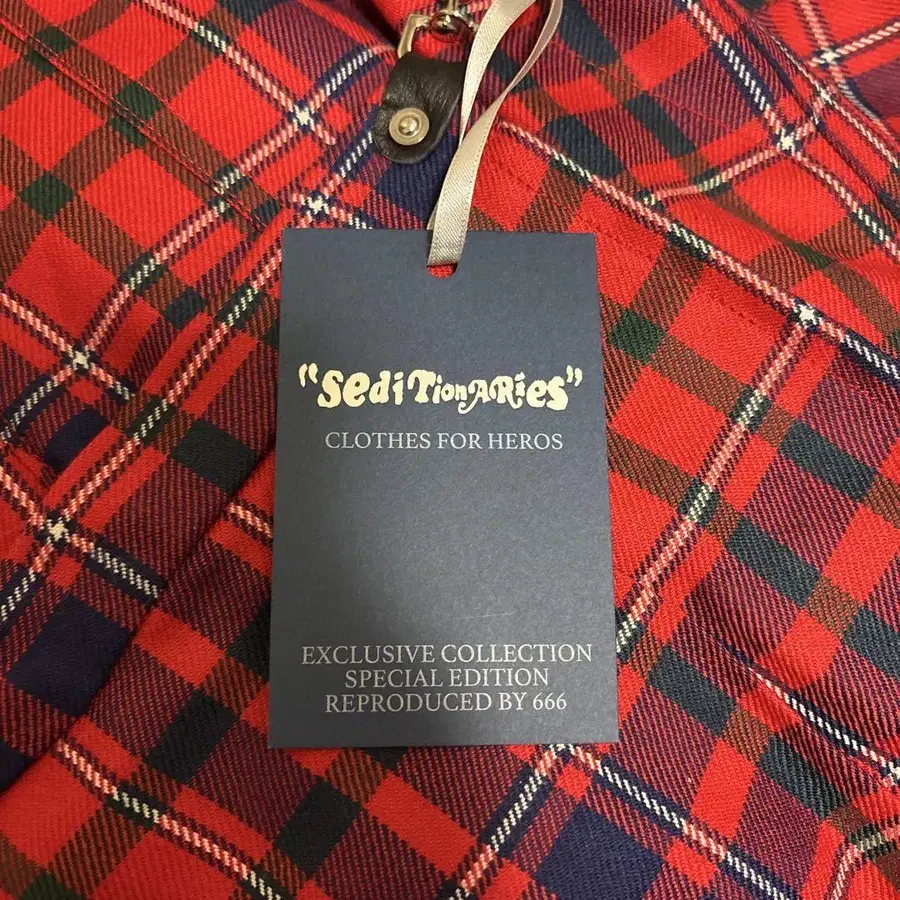 "SediTionARies"
CLOTHES FOR HEROS
EXCLUSIVE COLLECTION
SPECIAL EDITION
REPRODUCED BY 666